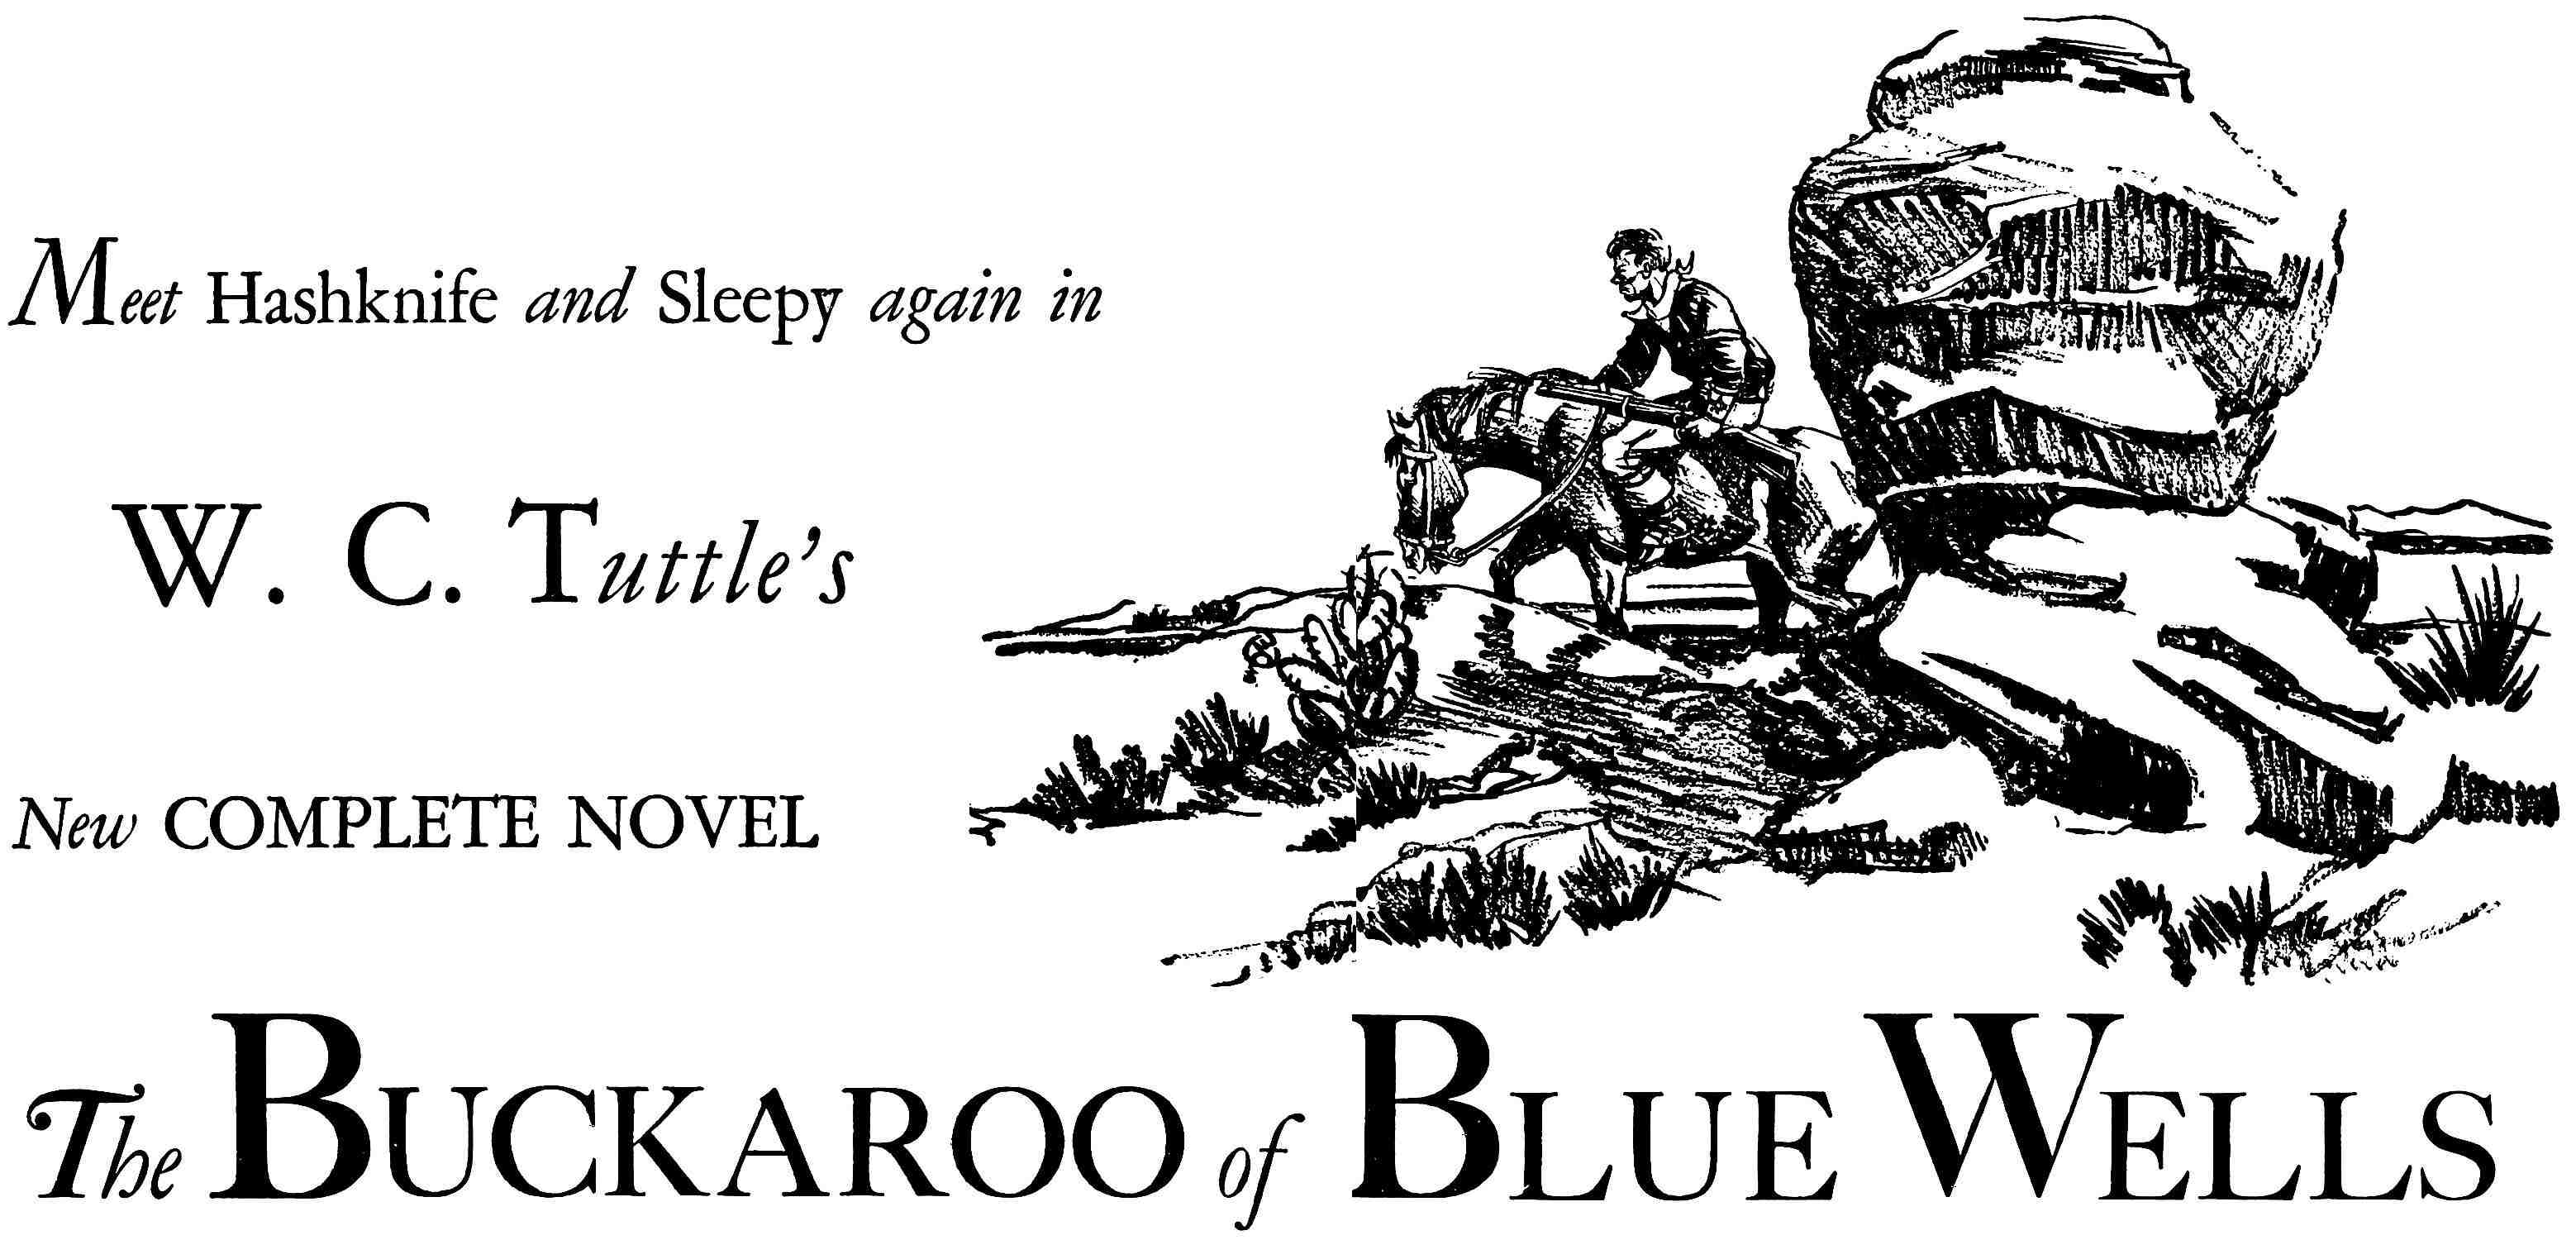 Meet Hashknife and Sleepy again in
W. C. Tuttle's
New COMPLETE NOVEL
The BUCKAROO of BLUE WELLS